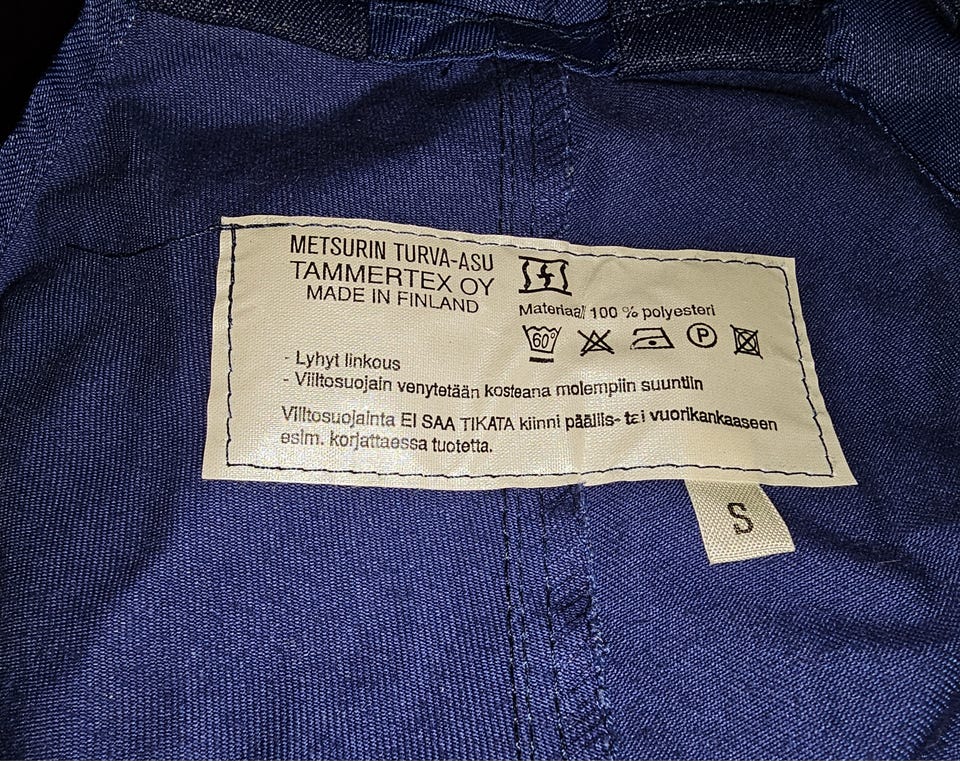 METSURIN TURVA-ASU
TAMMERTEX OY
MADE IN FINLAND
Materiaali 100 % polyesteri
60°
P
- Lyhyt linkous
- Viiltosuojain venytetään kosteana molempiin suuntiin
Viiltosuojainta EI SAA TIKATA kiinni päällis- tai vuorikankaaseen
esim. korjattaessa tuotetta.
S